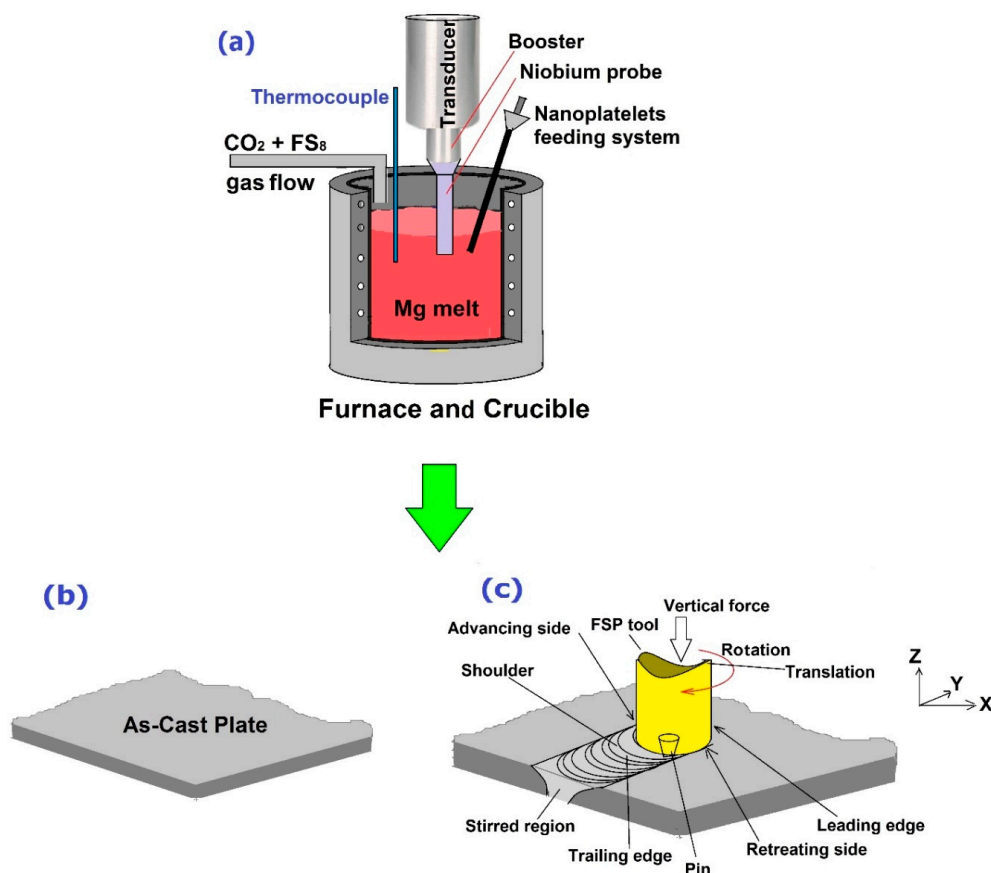 (a)
Transducer
Booster
Niobium probe
Thermocouple
Nanoplatelets
feeding system
CO₂ + FS₈
gas flow
Mg melt
Furnace and Crucible
(b)
As-Cast Plate
(c)
Vertical force
FSP tool
Advancing side
Rotation
Shoulder
Translation
Z
Y
X
Stirred region
Trailing edge
Pin
Retreating side
Leading edge